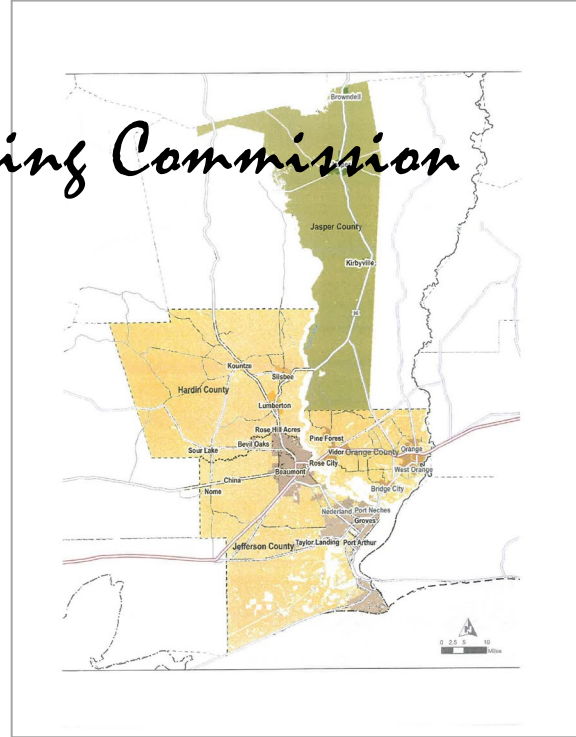 Browndell
ing Commission
Jasper County
Kirbyville
96
Kountze
Silsbee
Hardin County
Lumberton
Rose Hill Acres
Pine Forest
Bevil Oaks
Vidor
Orange County
Orange
Sour Lake
Rose City
West Orange
Beaumont
China
Bridge City
Nome
Nederland
Port Neches
Groves
Jefferson County
Taylor Landing
Port Arthur
N
0 2.5 5 10
Miles